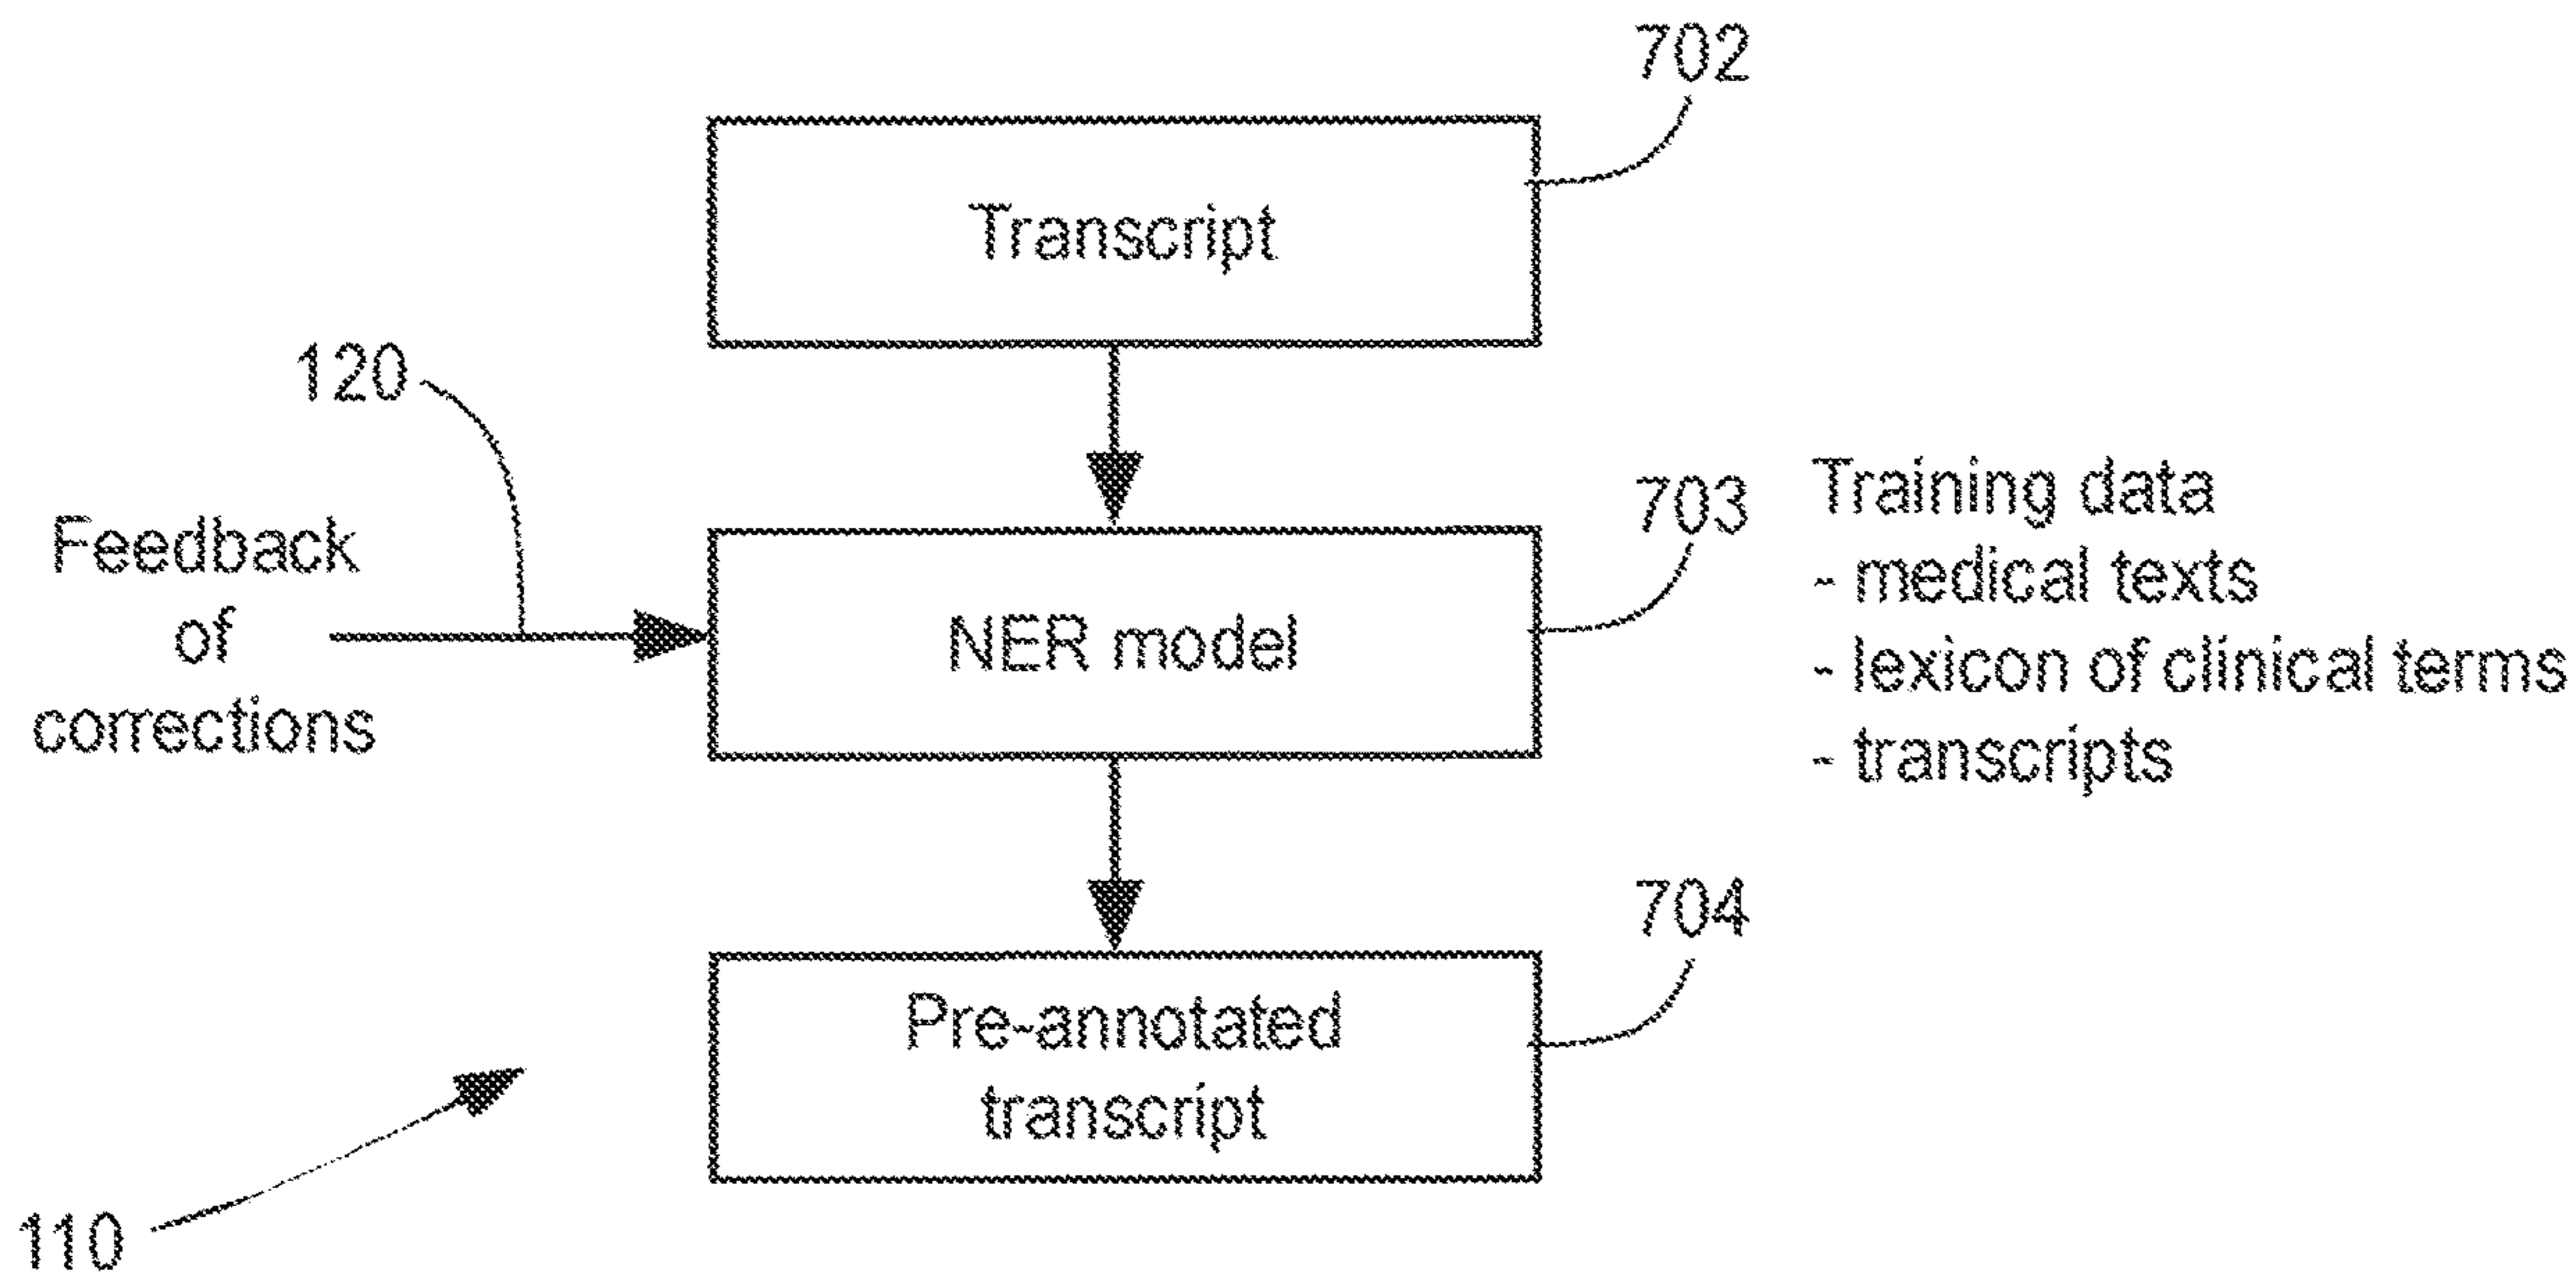 702
Transcript
120
Feedback
of
corrections
703
NER model
Training data
- medical texts
- lexicon of clinical terms
- transcripts
704
Pre-annotated
transcript
110